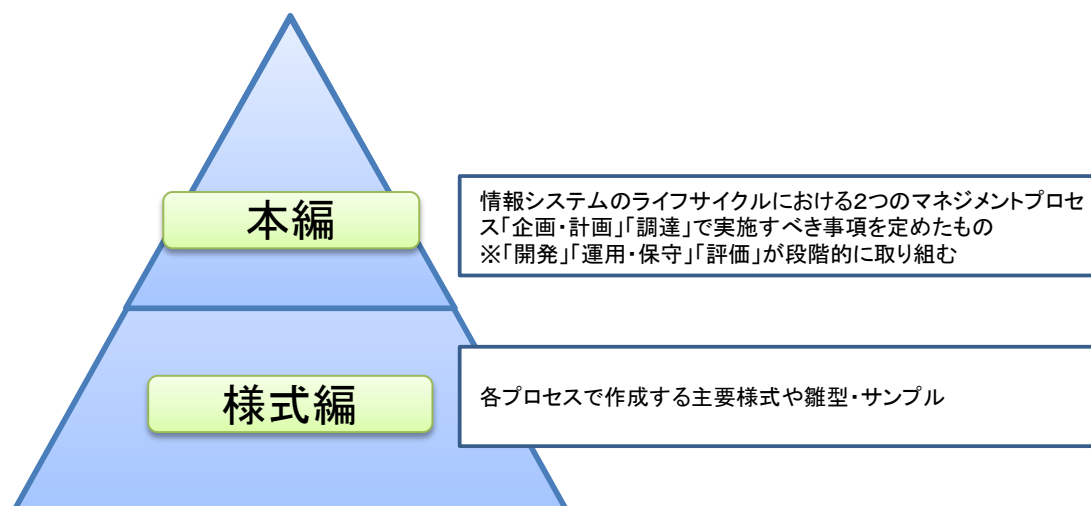 本編
情報システムのライフサイクルにおける2つのマネジメントプロセ
ス「企画・計画」「調達」で実施すべき事項を定めたもの
※「開発」「運用・保守」「評価」が段階的に取り組む
様式編
各プロセスで作成する主要様式や雛型・サンプル